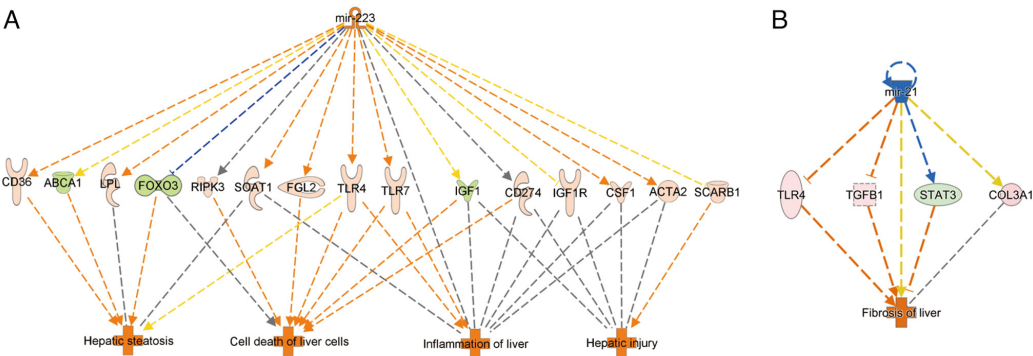 A
B
mir-223
mir-21
CD36
ABCA1
LPL
FOXO3
RIPK3
SOAT1
FGL2
TLR4
TLR7
IGF1
CD274
IGF1R
CSF1
ACTA2
SCARB1
TLR4
TGFB1
STAT3
COL3A1
Hepatic steatosis
Cell death of liver cells
Inflammation of liver
Hepatic injury
Fibrosis of liver